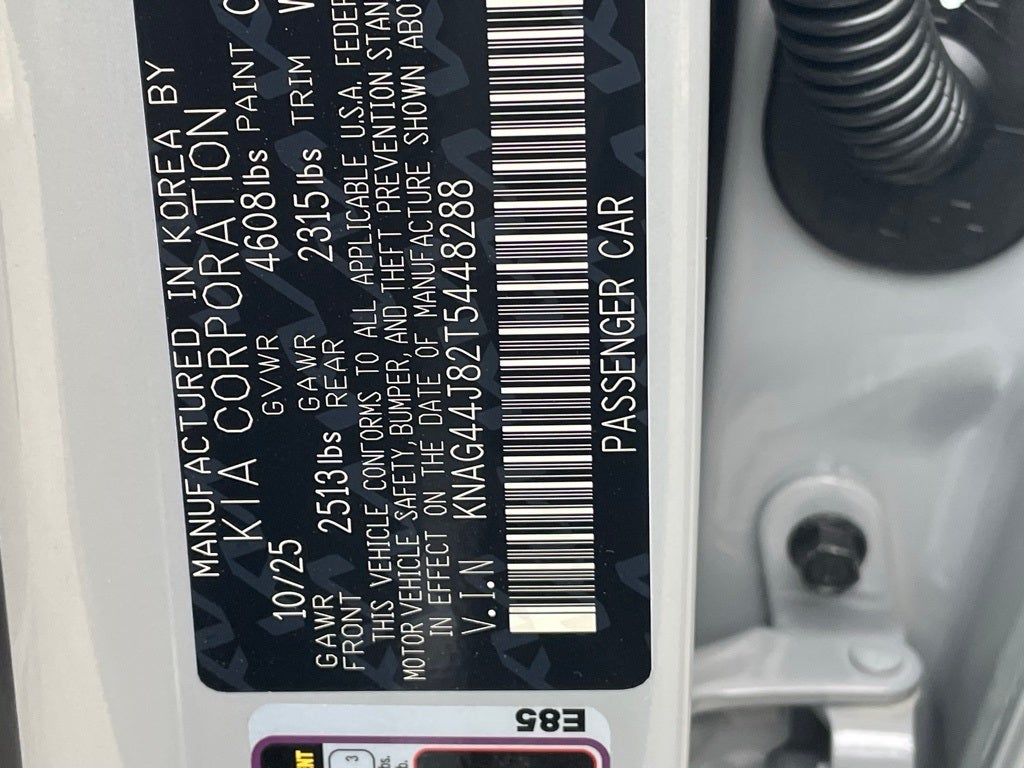 MANUFACTURED IN KOREA BY
KIA CORPORATION
10/25 GVWR 4608lbs PAINT
GAWR FRONT 2513lbs GAWR REAR 2315lbs TRIM
THIS VEHICLE CONFORMS TO ALL APPLICABLE U.S.A. FEDER
MOTOR VEHICLE SAFETY, BUMPER, AND THEFT PREVENTION STAN
IN EFFECT ON THE DATE OF MANUFACTURE SHOWN ABO
V.I.N KNAG44J82T5448288
PASSENGER CAR
E85
3